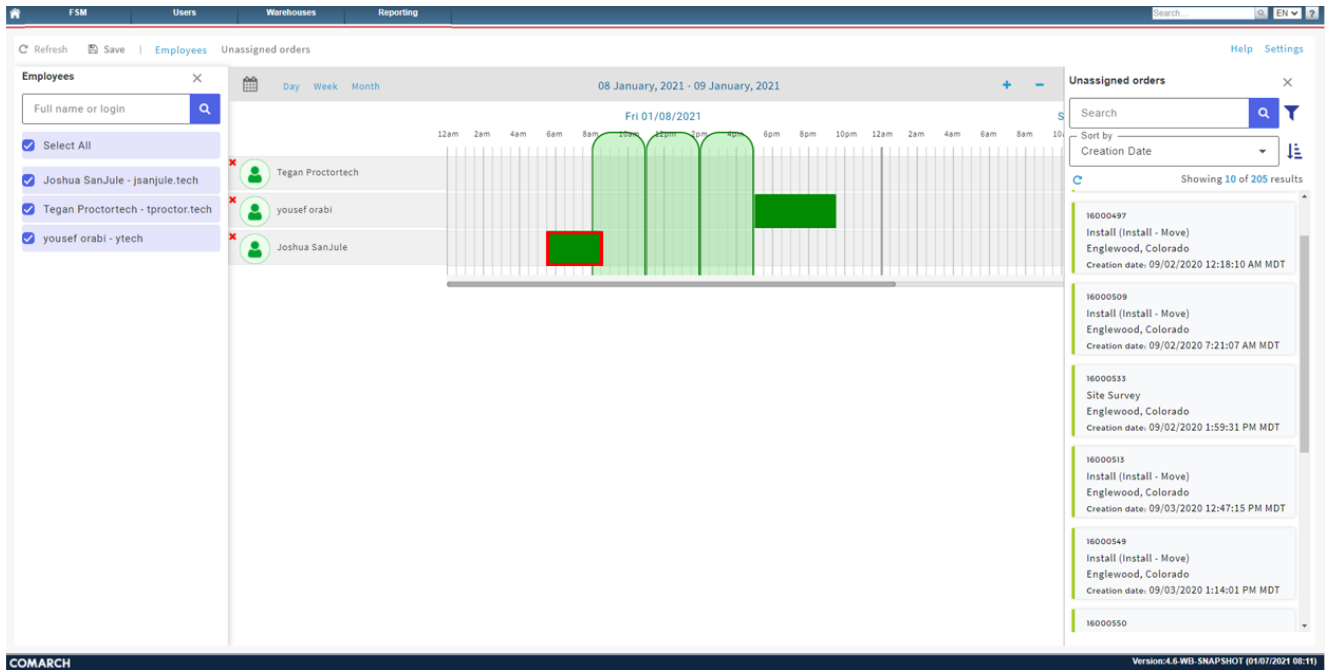 FSM Users Warehouses Reporting Search... EN ?
Refresh Save | Employees Unassigned orders Help Settings
Employees
Full name or login
Select All
Joshua SanJule - jsanjule.tech
Tegan Proctortech - tproctor.tech
yousef orabi - ytech
Day Week Month 08 January, 2021 - 09 January, 2021 + -
Fri 01/08/2021 S
12am 2am 4am 6am 8am 10am 12pm 2pm 4pm 6pm 8pm 10pm 12am 2am 4am 6am 8am 10
Tegan Proctortech
yousef orabi
Joshua SanJule
Unassigned orders
Search
Sort by
Creation Date
Showing 10 of 205 results
16000497
Install (Install - Move)
Englewood, Colorado
Creation date: 09/02/2020 12:18:10 AM MDT
16000509
Install (Install - Move)
Englewood, Colorado
Creation date: 09/02/2020 7:21:07 AM MDT
16000533
Site Survey
Englewood, Colorado
Creation date: 09/02/2020 1:59:31 PM MDT
16000513
Install (Install - Move)
Englewood, Colorado
Creation date: 09/03/2020 12:47:15 PM MDT
16000549
Install (Install - Move)
Englewood, Colorado
Creation date: 09/03/2020 1:14:01 PM MDT
16000550
COMARCH Version:4.6-WB-SNAPSHOT (01/07/2021 08:11)